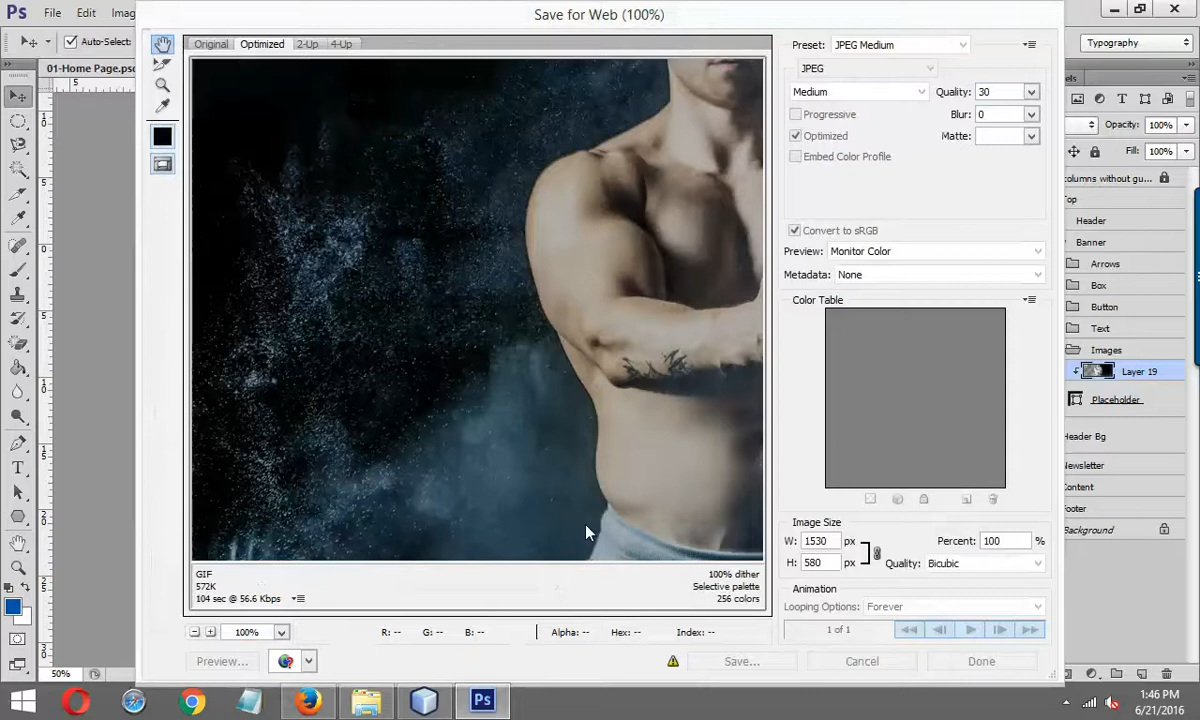 Save for Web (100%)
Ps File Edit Imag
Auto-Select:
Typography
01-Home Page.psd
Original Optimized 2-Up 4-Up
Preset: JPEG Medium
JPEG
Medium Quality: 30
Progressive Blur: 0
Optimized Matte:
Embed Color Profile
Convert to sRGB
Preview: Monitor Color
Metadata: None
Color Table
Image Size
W: 1530 px Percent: 100 %
H: 580 px Quality: Bicubic
Animation
Looping Options: Forever
1 of 1
GIF 100% dither
572K Selective palette
104 sec @ 56.6 Kbps 256 colors
100% R: -- G: -- B: -- Alpha: -- Hex: -- Index: --
Preview... Save... Cancel Done
Opacity: 100%
Fill: 100%
columns without gu...
Top
Header
Banner
Arrows
Box
Button
Text
Images
Layer 19
Placeholder
Header Bg
Newsletter
Content
Footer
Background
50%
Ps
1:46 PM
6/21/2016